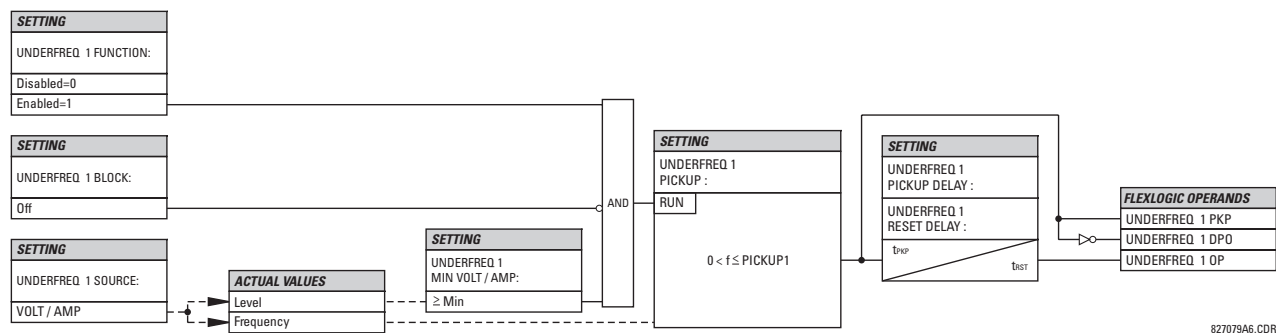 SETTING
UNDERFREQ 1 FUNCTION:
Disabled=0
Enabled=1
SETTING
UNDERFREQ 1 BLOCK:
Off
SETTING
UNDERFREQ 1 SOURCE:
VOLT / AMP
ACTUAL VALUES
Level
Frequency
SETTING
UNDERFREQ 1
MIN VOLT / AMP:
≥ Min
AND
SETTING
UNDERFREQ 1
PICKUP :
RUN
0 < f ≤ PICKUP1
SETTING
UNDERFREQ 1
PICKUP DELAY :
UNDERFREQ 1
RESET DELAY :
tPKP
tRST
FLEXLOGIC OPERANDS
UNDERFREQ 1 PKP
UNDERFREQ 1 DPO
UNDERFREQ 1 OP
827079A6.CDR